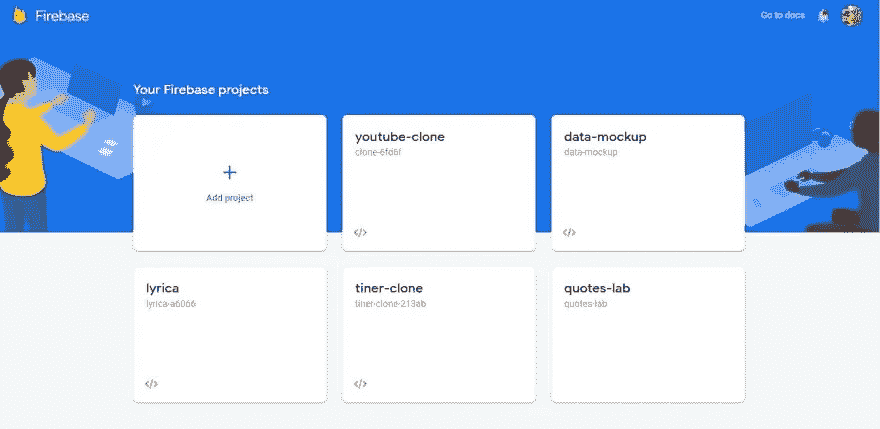 Firebase
Go to docs
Your Firebase projects
Add project
youtube-clone
clone-6fd6f
data-mockup
data-mockup
lyrica
lyrica-a6066
tiner-clone
tiner-clone-213ab
quotes-lab
quotes-lab